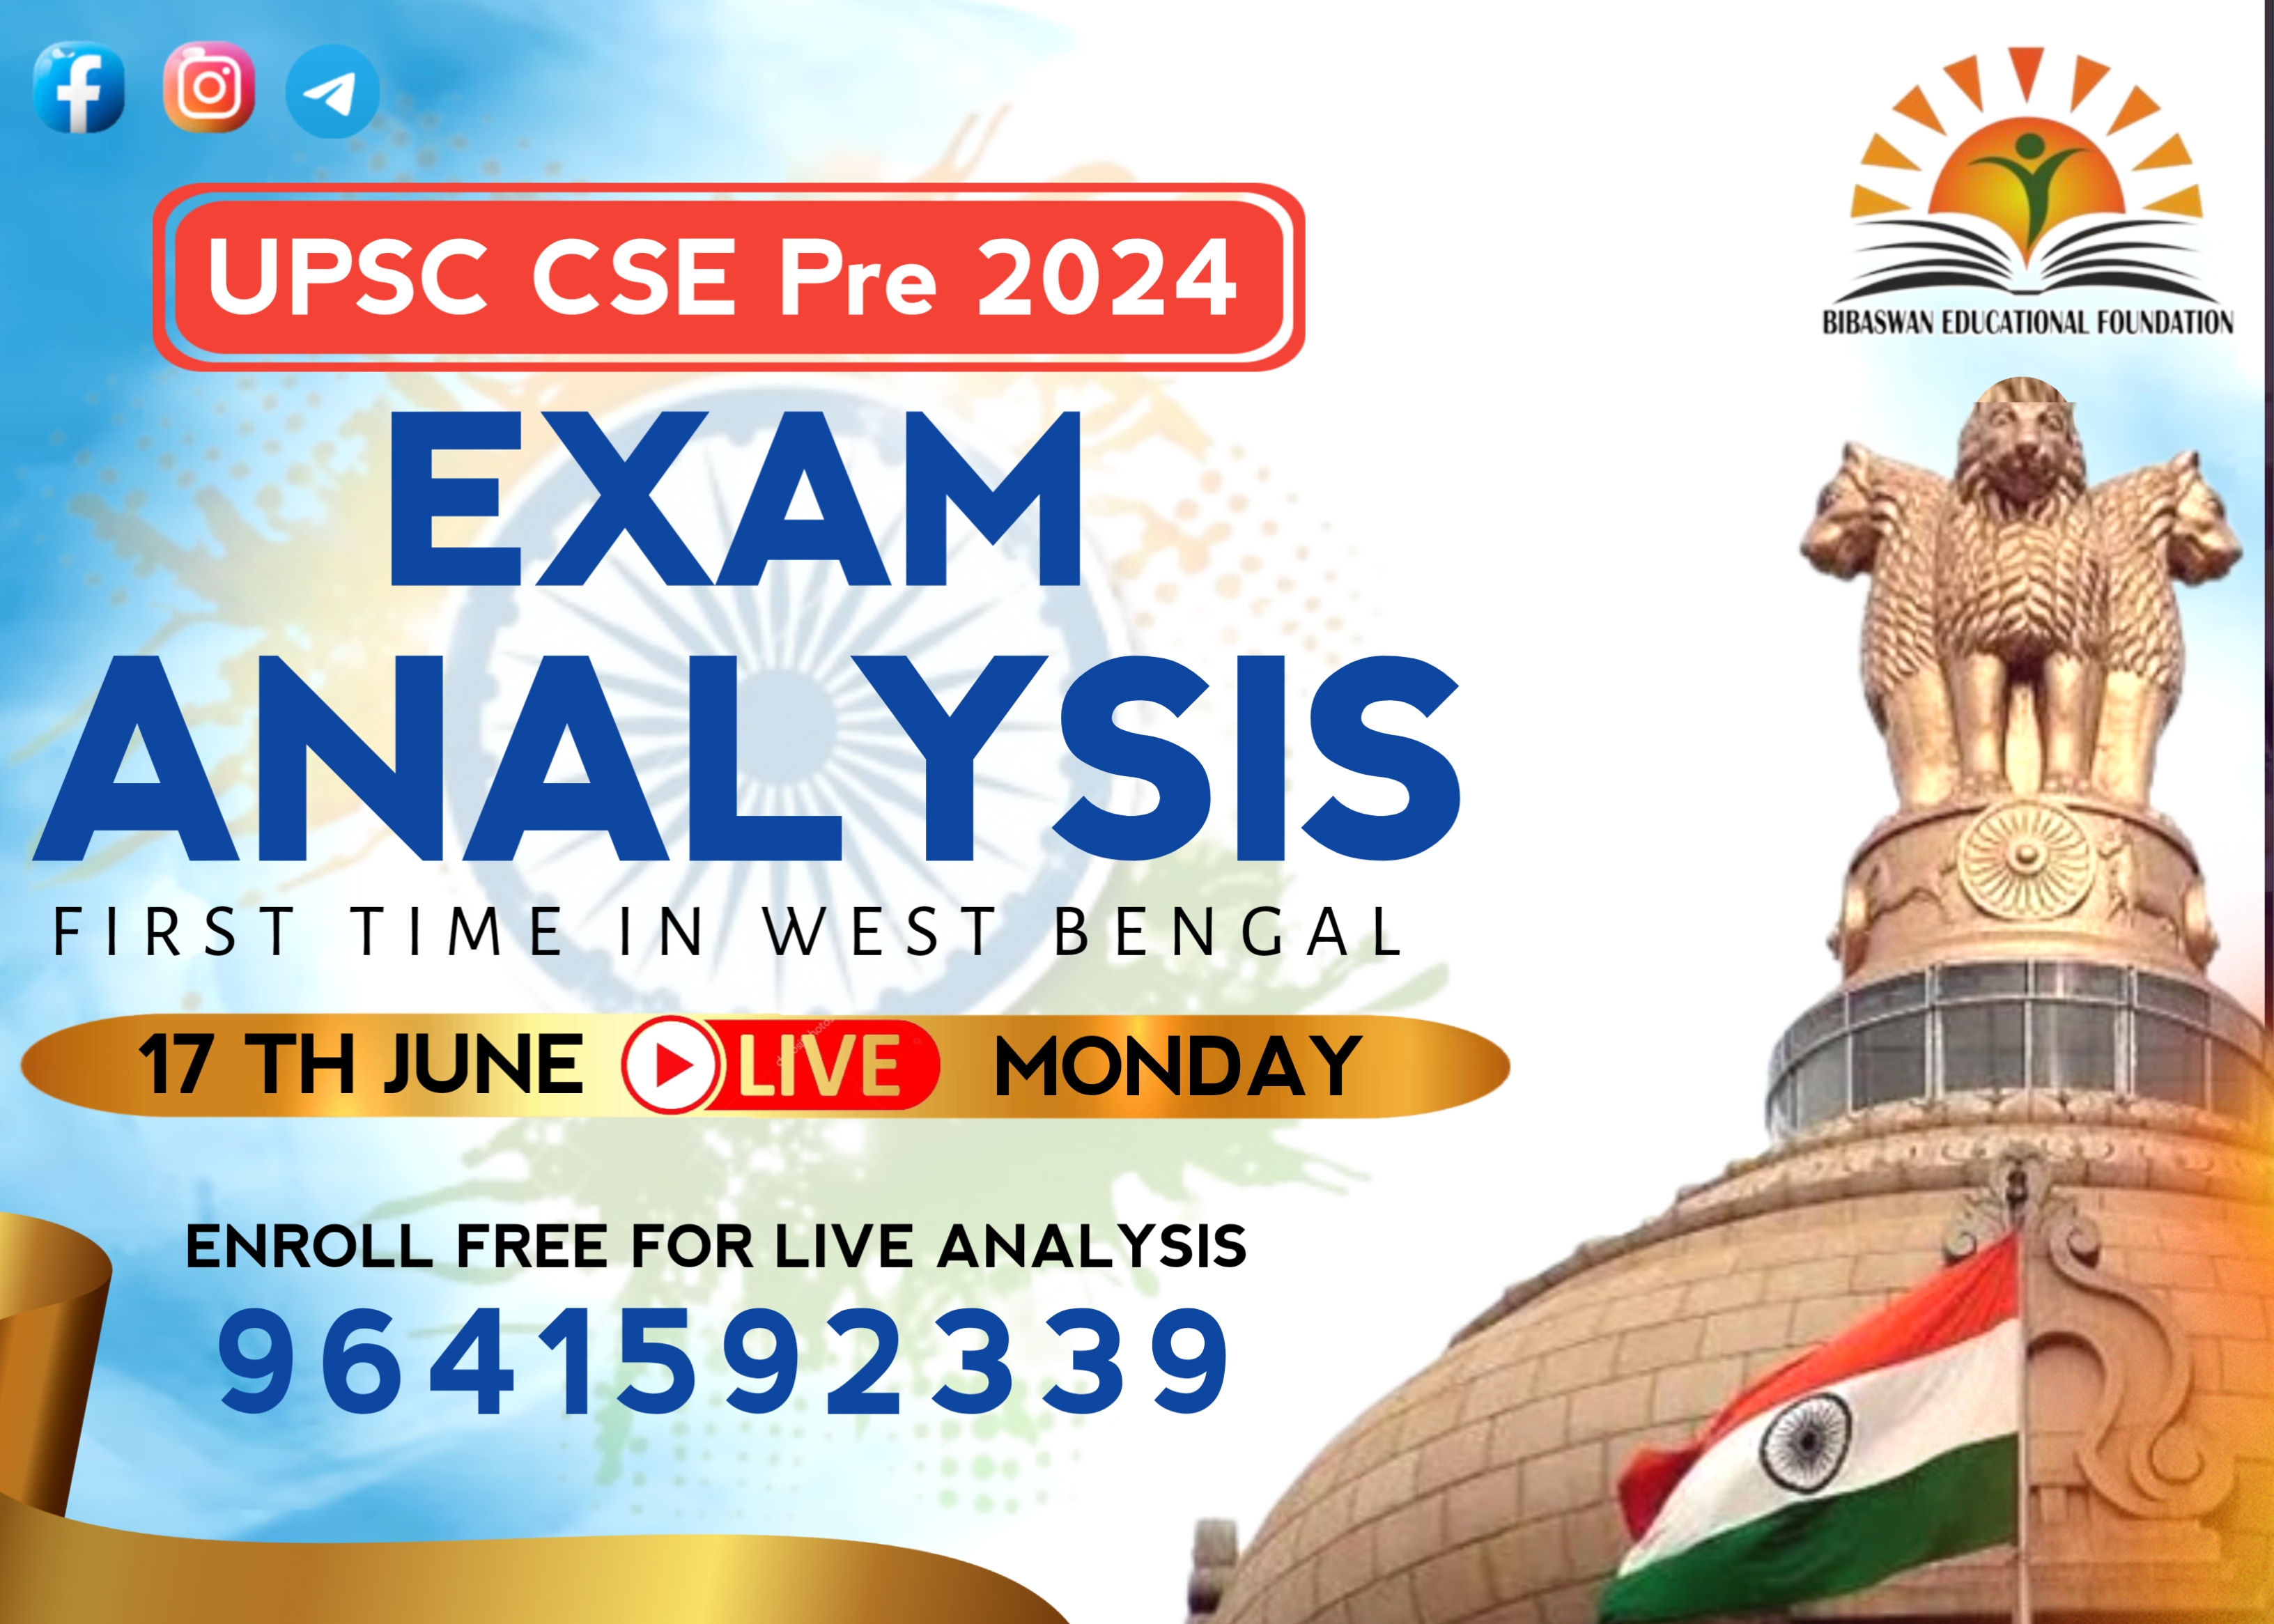 UPSC CSE Pre 2024
BIBASWAN EDUCATIONAL FOUNDATION
EXAM
ANALYSIS
FIRST TIME IN WEST BENGAL
17 TH JUNE LIVE MONDAY
ENROLL FREE FOR LIVE ANALYSIS
9641592339